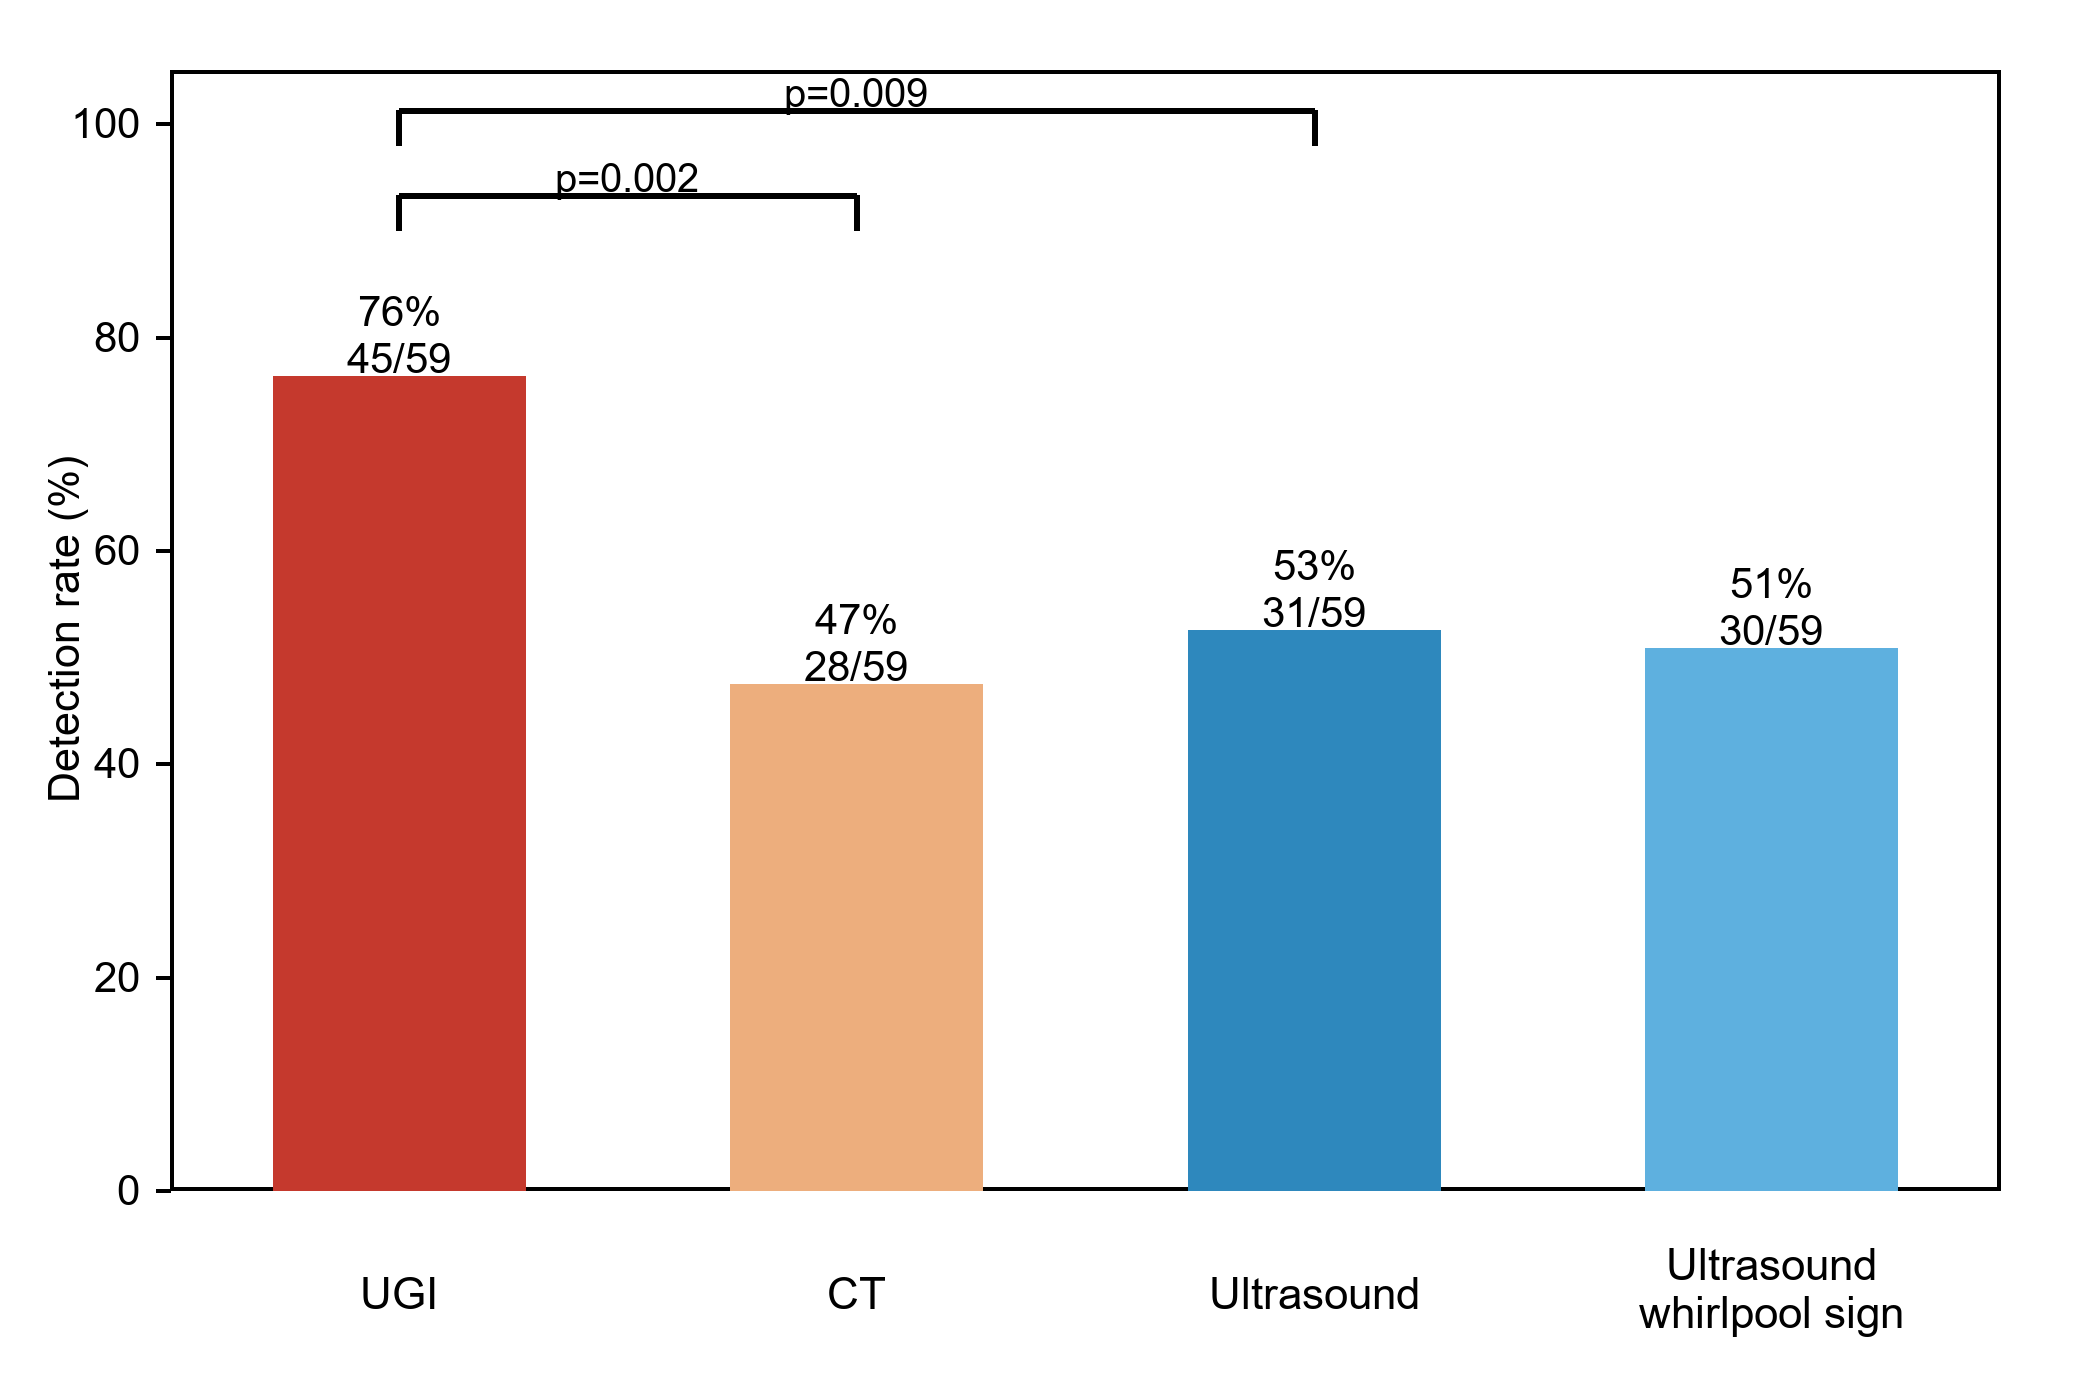 p=0.009
100
p=0.002
76%
45/59
80
53%
31/59
51%
30/59
60
47%
28/59
Detection rate (%)
40
20
0
UGI
CT
Ultrasound
Ultrasound
whirlpool sign